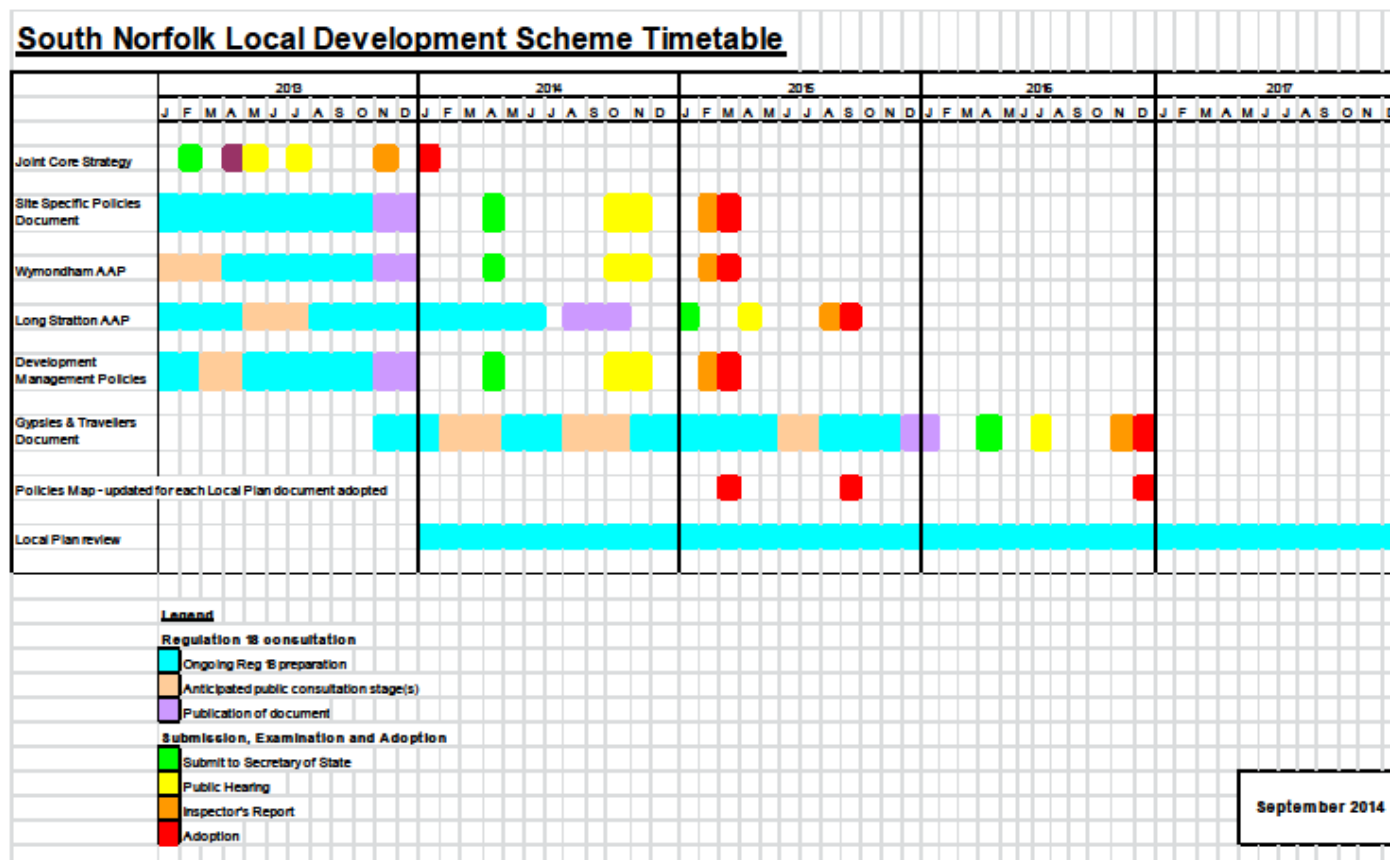 South Norfolk Local Development Scheme Timetable
2013 2014 2015 2016 2017
J F M A M J J A S O N D J F M A M J J A S O N D J F M A M J J A S O N D J F M A M J J A S O N D J F M A M J J A S O N D
Joint Core Strategy
Site Specific Policies
Document
Wymondham AAP
Long Stratton AAP
Development
Management Policies
Gypsies & Travellers
Document
Policies Map - updated for each Local Plan document adopted
Local Plan review
Legend
Regulation 18 consultation
Ongoing Reg 18 preparation
Anticipated public consultation stage(s)
Publication of document
Submission, Examination and Adoption
Submit to Secretary of State
Public Hearing
Inspector's Report
Adoption
September 2014